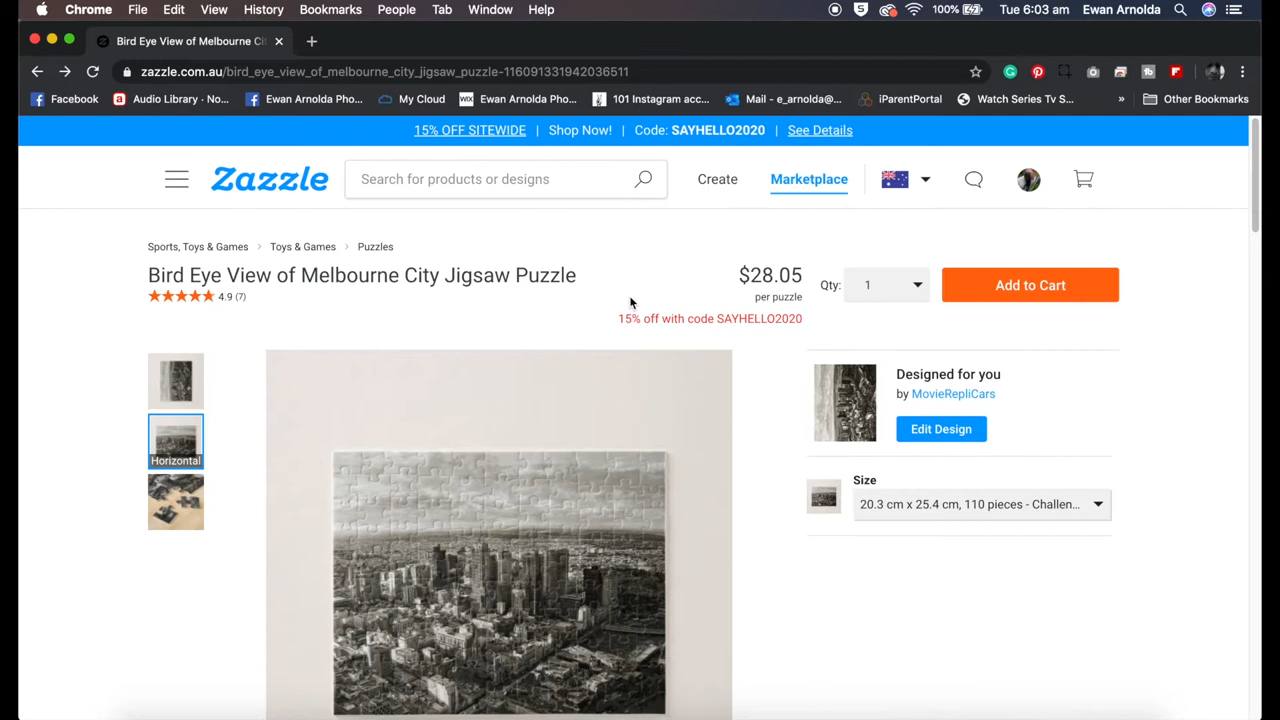 Chrome File Edit View History Bookmarks People Tab Window Help 100% Tue 6:03 am Ewan Arnolda
Bird Eye View of Melbourne Ci
zazzle.com.au/bird_eye_view_of_melbourne_city_jigsaw_puzzle-116091331942036511
Facebook Audio Library - No... Ewan Arnolda Pho... My Cloud WIX Ewan Arnolda Pho... 101 Instagram acc... Mail - e_arnolda@... iParentPortal Watch Series Tv S... » Other Bookmarks
15% OFF SITEWIDE | Shop Now! | Code: SAYHELLO2020 | See Details
Zazzle Search for products or designs Create Marketplace
Sports, Toys & Games > Toys & Games > Puzzles
Bird Eye View of Melbourne City Jigsaw Puzzle $28.05 Qty: 1 Add to Cart
4.9 (7) per puzzle
15% off with code SAYHELLO2020
Designed for you
by MovieRepliCars
Edit Design
Horizontal
Size
20.3 cm x 25.4 cm, 110 pieces - Challen...